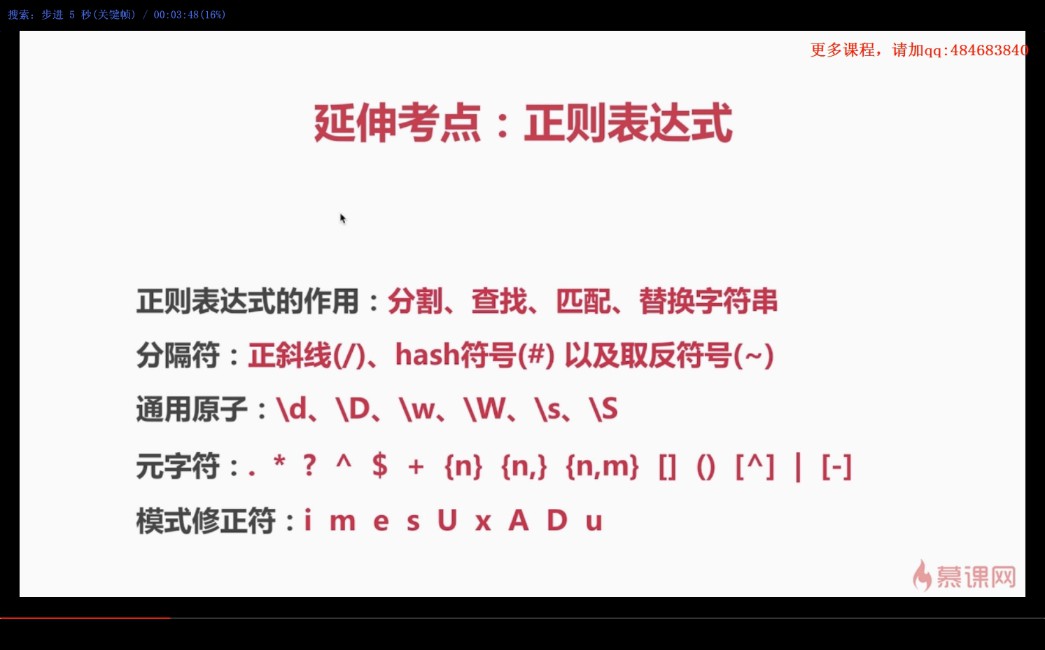 搜索: 步进 5 秒(关键帧) / 00:03:48(16%)
更多课程，请加qq:484683840
延伸考点：正则表达式
正则表达式的作用：分割、查找、匹配、替换字符串
分隔符：正斜线(/)、hash符号(#) 以及取反符号(~)
通用原子：\d、\D、\w、\W、\s、\S
元字符：. * ? ^ $ + {n} {n,} {n,m} [] () [^] | [-]
模式修正符：i m e s U x A D u
慕课网